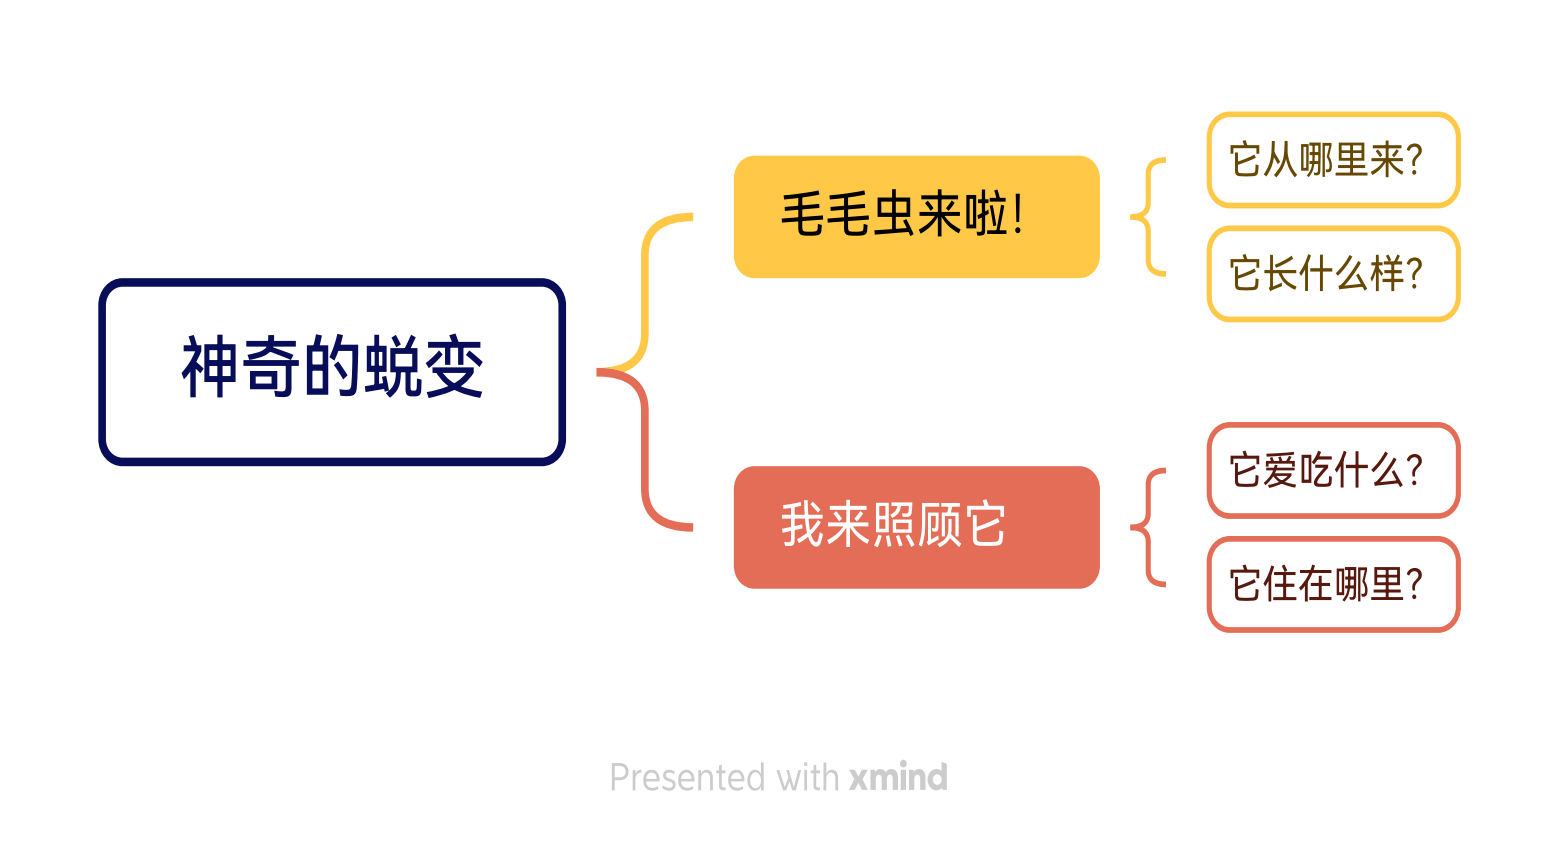 神奇的蜕变
毛毛虫来啦!
它从哪里来?
它长什么样?
我来照顾它
它爱吃什么?
它住在哪里?
Presented with xmind